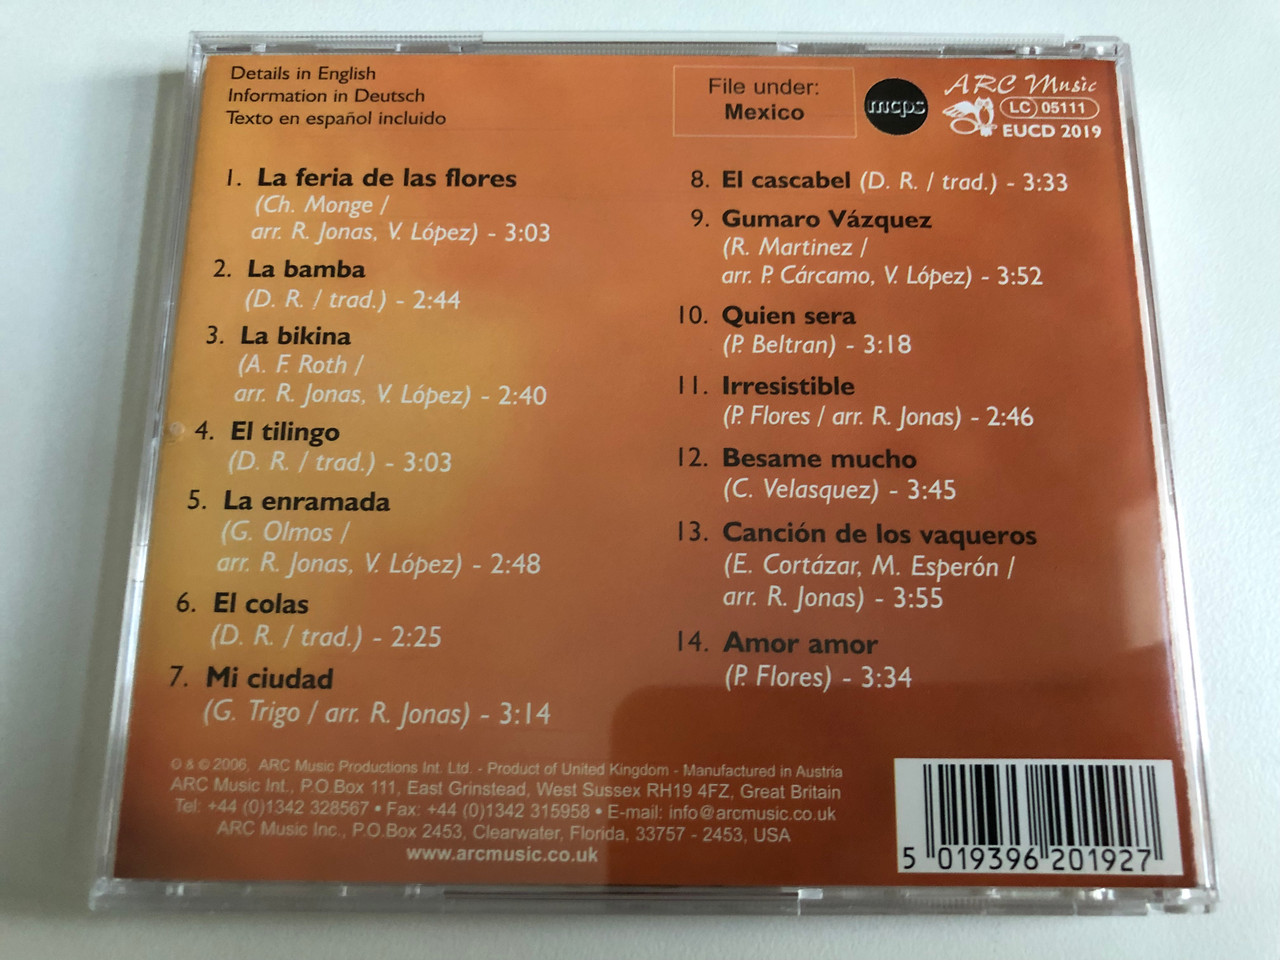 Details in English
Information in Deutsch
Texto en español incluido
File under:
Mexico
mcps
ARC Music
LC 05111
EUCD 2019
1. La feria de las flores
(Ch. Monge /
arr. R. Jonas, V. López) - 3:03
2. La bamba
(D. R. / trad.) - 2:44
3. La bikina
(A. F. Roth /
arr. R. Jonas, V. López) - 2:40
4. El tilingo
(D. R. / trad.) - 3:03
5. La enramada
(G. Olmos /
arr. R. Jonas, V. López) - 2:48
6. El colas
(D. R. / trad.) - 2:25
7. Mi ciudad
(G. Trigo / arr. R. Jonas) - 3:14
8. El cascabel (D. R. / trad.) - 3:33
9. Gumaro Vázquez
(R. Martinez /
arr. P. Cárcamo, V. López) - 3:52
10. Quien sera
(P. Beltran) - 3:18
11. Irresistible
(P. Flores / arr. R. Jonas) - 2:46
12. Besame mucho
(C. Velasquez) - 3:45
13. Canción de los vaqueros
(E. Cortázar, M. Esperón /
arr. R. Jonas) - 3:55
14. Amor amor
(P. Flores) - 3:34
℗ & © 2006, ARC Music Productions Int. Ltd. - Product of United Kingdom - Manufactured in Austria
ARC Music Int., P.O.Box 111, East Grinstead, West Sussex RH19 4FZ, Great Britain
Tel: +44 (0)1342 328567 • Fax: +44 (0)1342 315958 • E-mail: info@arcmusic.co.uk
ARC Music Inc., P.O.Box 2453, Clearwater, Florida, 33757 - 2453, USA
www.arcmusic.co.uk
5 019396 201927